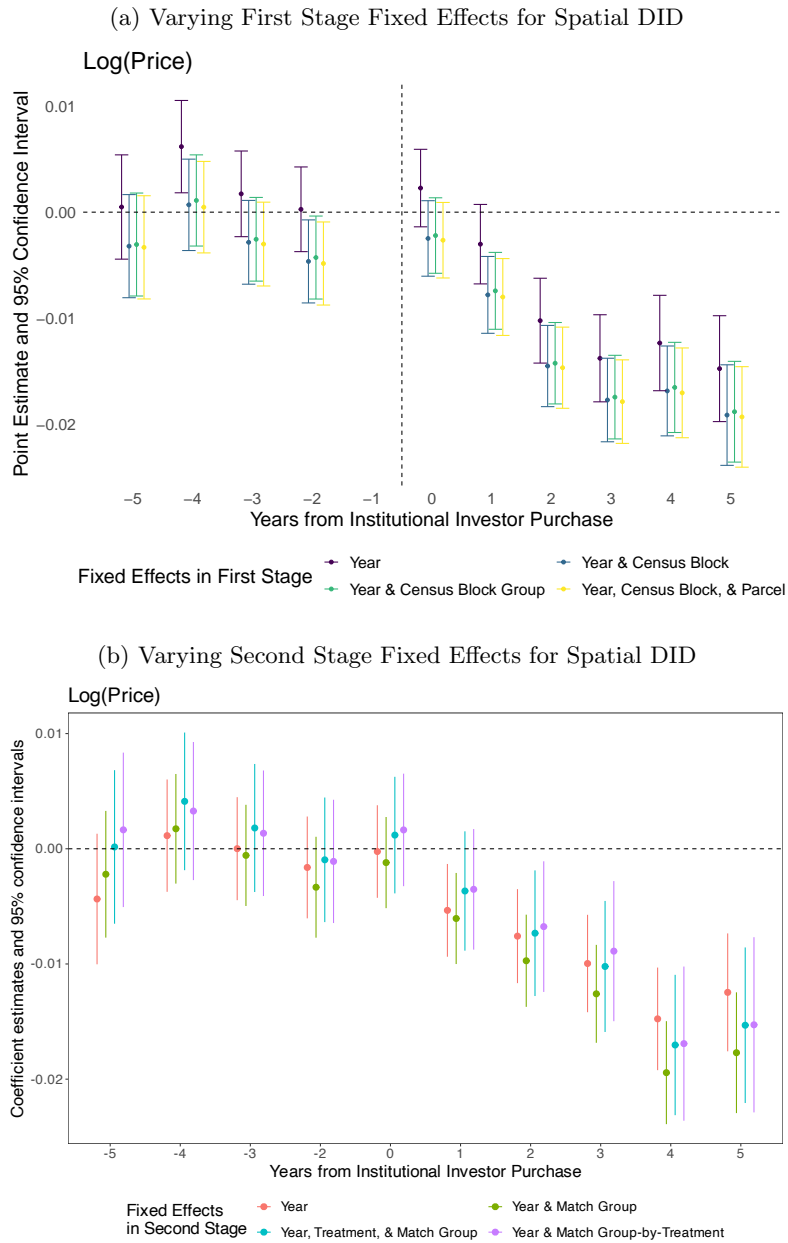 (a) Varying First Stage Fixed Effects for Spatial DID
Log(Price)
Point Estimate and 95% Confidence Interval
0.01
0.00
−0.01
−0.02
−5 −4 −3 −2 −1 0 1 2 3 4 5
Years from Institutional Investor Purchase
Fixed Effects in First Stage
Year
Year & Census Block
Year & Census Block Group
Year, Census Block, & Parcel
(b) Varying Second Stage Fixed Effects for Spatial DID
Log(Price)
Coefficient estimates and 95% confidence intervals
0.01
0.00
-0.01
-0.02
-5 -4 -3 -2 0 1 2 3 4 5
Years from Institutional Investor Purchase
Fixed Effects
in Second Stage
Year
Year & Match Group
Year, Treatment, & Match Group
Year & Match Group-by-Treatment